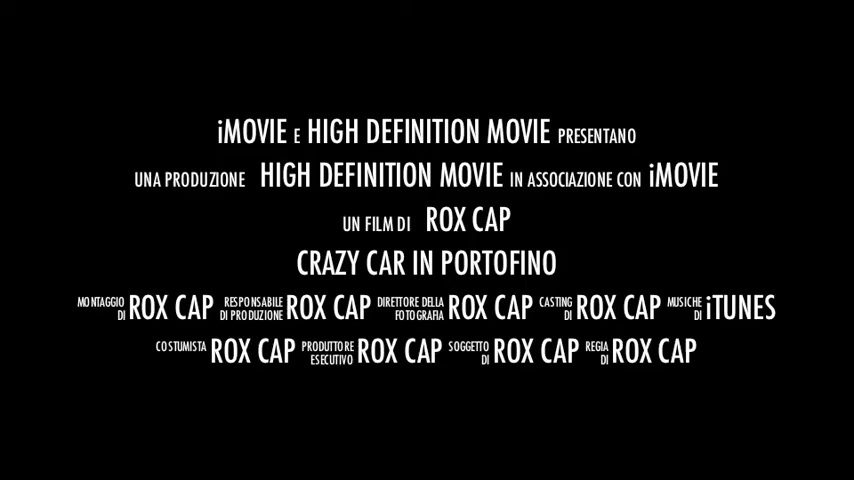 iMOVIE E HIGH DEFINITION MOVIE PRESENTANO
UNA PRODUZIONE HIGH DEFINITION MOVIE IN ASSOCIAZIONE CON iMOVIE
UN FILM DI ROX CAP
CRAZY CAR IN PORTOFINO
MONTAGGIO DI ROX CAP RESPONSABILE DI PRODUZIONE ROX CAP DIRETTORE DELLA FOTOGRAFIA ROX CAP CASTING DI ROX CAP MUSICHE DI iTUNES
COSTUMISTA ROX CAP PRODUTTORE ESECUTIVO ROX CAP SOGGETTO DI ROX CAP REGIA DI ROX CAP